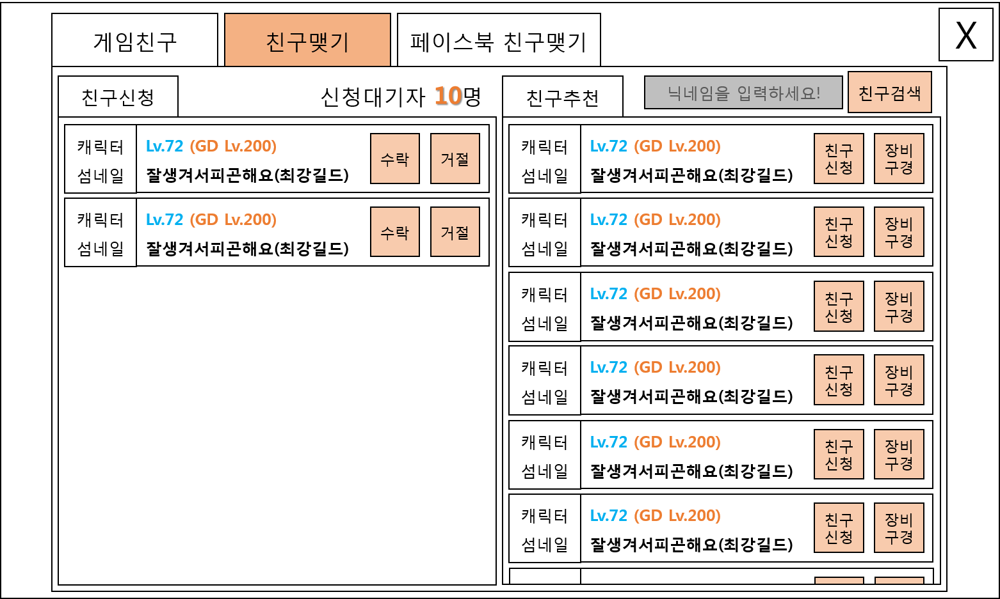 게임친구
친구맺기
페이스북 친구맺기
X
친구신청
신청대기자 10명
캐릭터
섬네일
Lv.72 (GD Lv.200)
잘생겨서피곤해요(최강길드)
수락
거절
캐릭터
섬네일
Lv.72 (GD Lv.200)
잘생겨서피곤해요(최강길드)
수락
거절
친구추천
닉네임을 입력하세요!
친구검색
캐릭터
섬네일
Lv.72 (GD Lv.200)
잘생겨서피곤해요(최강길드)
친구
신청
장비
구경
캐릭터
섬네일
Lv.72 (GD Lv.200)
잘생겨서피곤해요(최강길드)
친구
신청
장비
구경
캐릭터
섬네일
Lv.72 (GD Lv.200)
잘생겨서피곤해요(최강길드)
친구
신청
장비
구경
캐릭터
섬네일
Lv.72 (GD Lv.200)
잘생겨서피곤해요(최강길드)
친구
신청
장비
구경
캐릭터
섬네일
Lv.72 (GD Lv.200)
잘생겨서피곤해요(최강길드)
친구
신청
장비
구경
캐릭터
섬네일
Lv.72 (GD Lv.200)
잘생겨서피곤해요(최강길드)
친구
신청
장비
구경